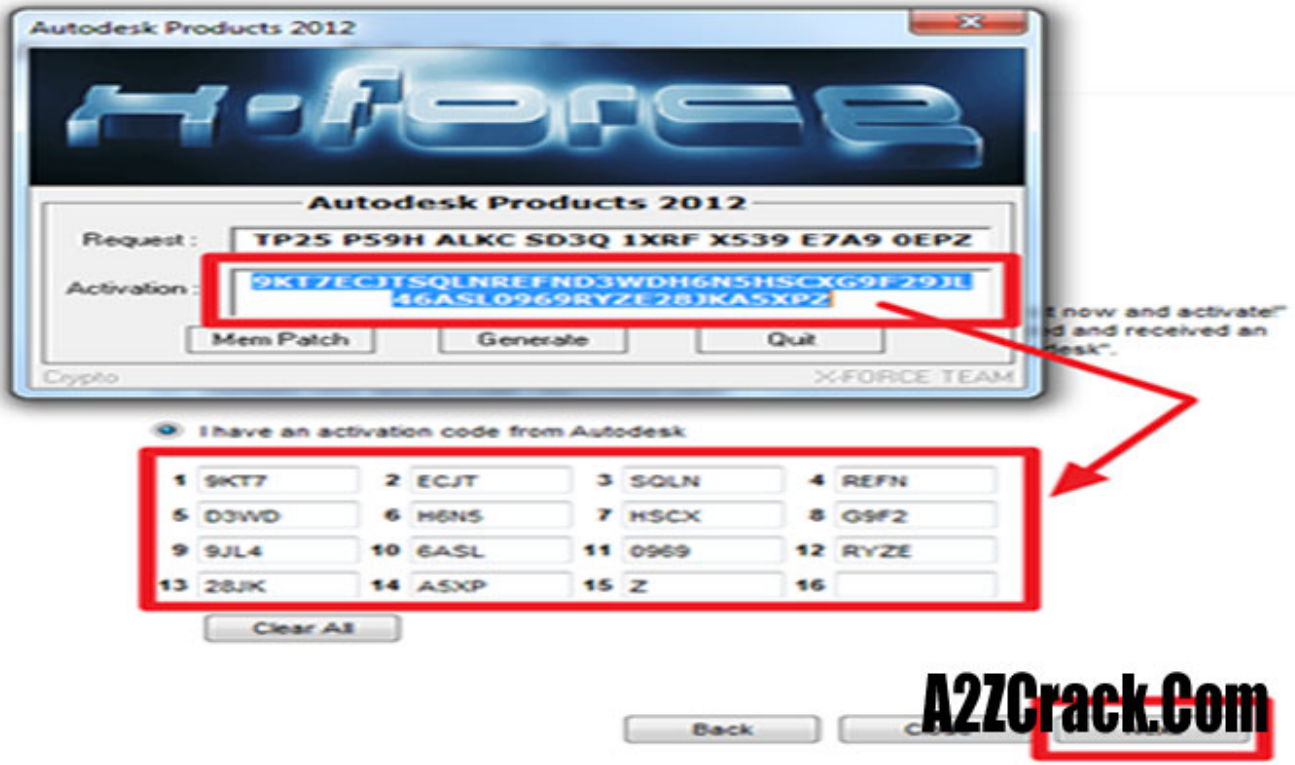 Autodesk Products 2012
X-FORCE
Autodesk Products 2012
Request : TP25 P59H ALKC SD3Q 1XRF X539 E7A9 0EPZ
Activation : 9KT7ECJTSQLNREFND3WDH6N5HSCXG9F29JL
46ASL0969RYZE28JKA5XPZ
Mem Patch Generate Quit
Crypto X-FORCE TEAM
t now and activate!"
ed and received an
desk".
I have an activation code from Autodesk
1 9KT7 2 ECJT 3 SQLN 4 REFN
5 D3WD 6 H6N5 7 HSCX 8 G9F2
9 9JL4 10 6ASL 11 0969 12 RYZE
13 28JK 14 A5XP 15 Z 16
Clear All
A2ZCrack.Com
Back